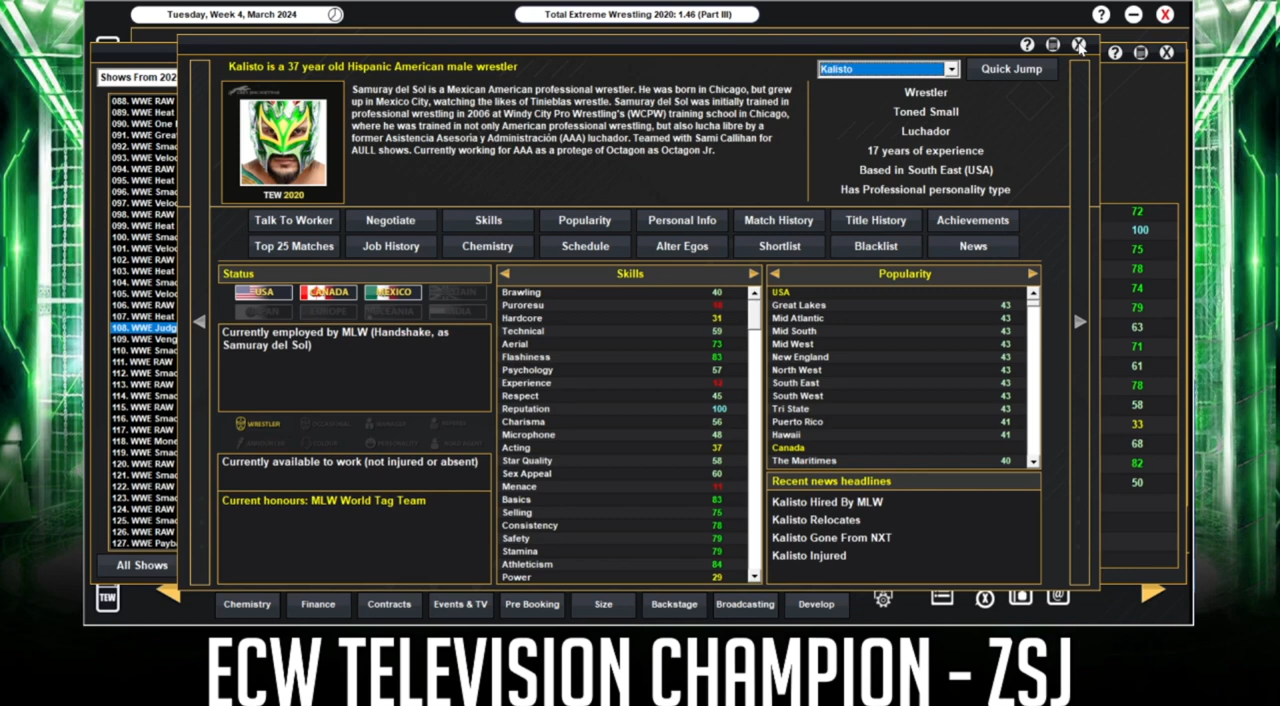 Tuesday, Week 4, March 2024
Total Extreme Wrestling 2020: 1.46 (Part III)
Kalisto is a 37 year old Hispanic American male wrestler
Kalisto
Quick Jump
Shows From 202
088. WWE RAW
089. WWE Heat
090. WWE One
091. WWE Grea
092. WWE Smac
093. WWE Veloc
094. WWE RAW
095. WWE Heat
096. WWE Smac
097. WWE Veloc
098. WWE RAW
099. WWE Heat
100. WWE Smac
101. WWE Veloc
102. WWE RAW
103. WWE Heat
104. WWE Smac
105. WWE Veloc
106. WWE RAW
107. WWE Heat
108. WWE Judg
109. WWE Veng
110. WWE Smac
111. WWE RAW
112. WWE Smac
113. WWE RAW
114. WWE Smac
115. WWE RAW
116. WWE Smac
117. WWE RAW
118. WWE Mone
119. WWE Smac
120. WWE RAW
121. WWE Smac
122. WWE RAW
123. WWE Smac
124. WWE RAW
125. WWE Smac
126. WWE RAW
127. WWE Payb
All Shows
TEW 2020
Samuray del Sol is a Mexican American professional wrestler. He was born in Chicago, but grew
up in Mexico City, watching the likes of Tinieblas wrestle. Samuray del Sol was initially trained in
professional wrestling in 2006 at Windy City Pro Wrestling's (WCPW) training school in Chicago,
where he was trained in not only American professional wrestling, but also lucha libre by a
former Asistencia Asesoria y Administración (AAA) luchador. Teamed with Sami Callihan for
AULL shows. Currently working for AAA as a protege of Octagon as Octagon Jr.
Wrestler
Toned Small
Luchador
17 years of experience
Based in South East (USA)
Has Professional personality type
Talk To Worker Negotiate Skills Popularity Personal Info Match History Title History Achievements
Top 25 Matches Job History Chemistry Schedule Alter Egos Shortlist Blacklist News
Status
USA CANADA MEXICO
Currently employed by MLW (Handshake, as
Samuray del Sol)
WRESTLER
Currently available to work (not injured or absent)
Current honours: MLW World Tag Team
Skills
Brawling 40
Puroresu
Hardcore 31
Technical 59
Aerial 73
Flashiness 83
Psychology 57
Experience
Respect 45
Reputation 100
Charisma 56
Microphone 48
Acting 37
Star Quality 58
Sex Appeal 60
Menace
Basics 83
Selling 75
Consistency 78
Safety 79
Stamina 79
Athleticism 84
Power 29
Popularity
USA
Great Lakes 43
Mid Atlantic 43
Mid South 43
Mid West 43
New England 43
North West 43
South East 43
South West 43
Tri State 43
Puerto Rico 41
Hawaii 41
Canada
The Maritimes 40
Recent news headlines
Kalisto Hired By MLW
Kalisto Relocates
Kalisto Gone From NXT
Kalisto Injured
72
100
75
78
74
79
63
71
61
78
58
33
68
82
50
TEW
Chemistry Finance Contracts Events & TV Pre Booking Size Backstage Broadcasting Develop
ECW TELEVISION CHAMPION - ZSJ